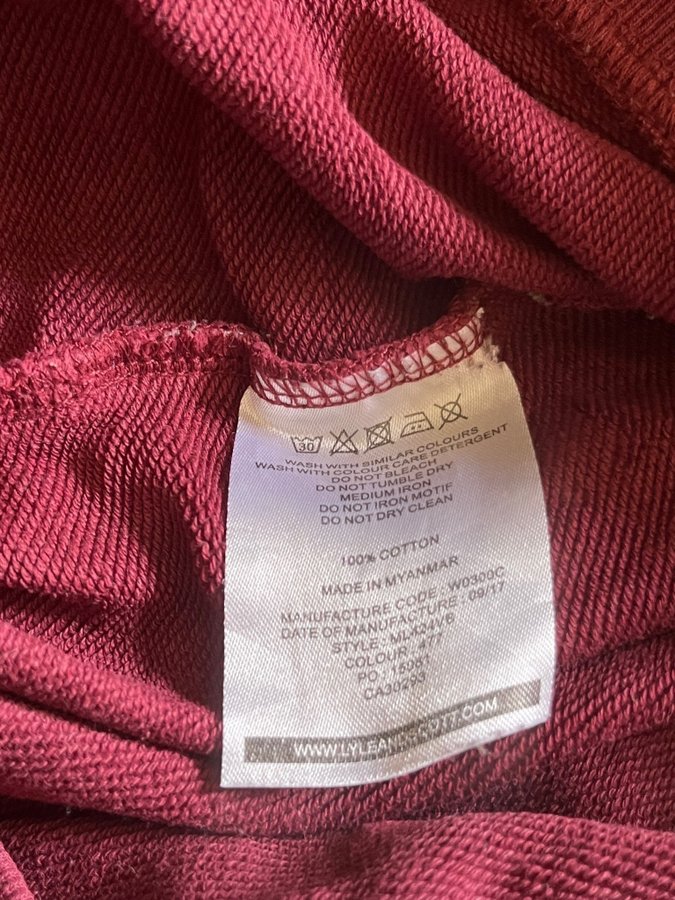 30
WASH WITH SIMILAR COLOURS
WASH WITH COLOUR CARE DETERGENT
DO NOT BLEACH
DO NOT TUMBLE DRY
MEDIUM IRON
DO NOT IRON MOTIF
DO NOT DRY CLEAN
100% COTTON
MADE IN MYANMAR
MANUFACTURE CODE : W0300C
DATE OF MANUFACTURE : 09/17
STYLE : ML424VB
COLOUR : 477
PO : 15081
CA30293
WWW.LYLEANDSCOTT.COM